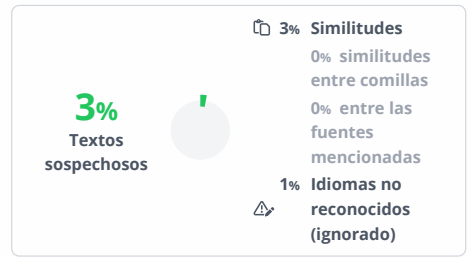 3%
Textos
sospechosos
3% Similitudes
0% similitudes
entre comillas
0% entre las
fuentes
mencionadas
1% Idiomas no
reconocidos
(ignorado)